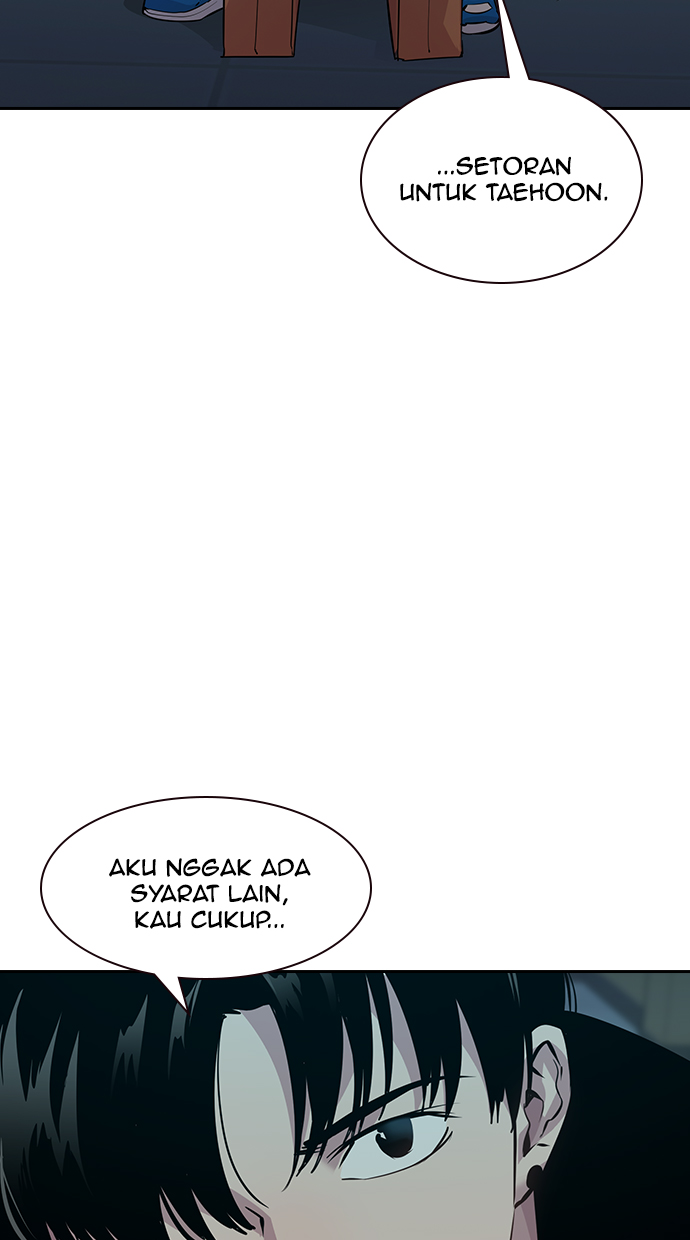 ...SETORAN
UNTUK TAEHOON.
AKU NGGAK ADA
SYARAT LAIN,
KAU CUKUP...